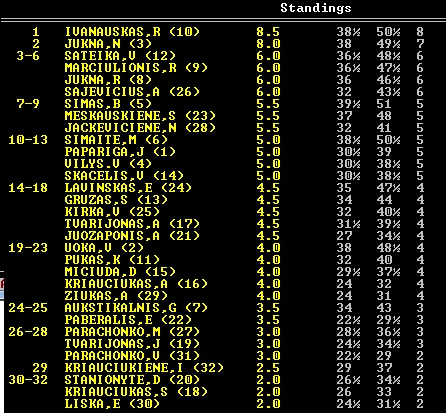 Standings
1 IVANAUSKAS,R (10) 8.5 38½ 50½ 8
2 JUKNA,N (3) 8.0 38 49½ 7
3-6 SATEIKA,V (12) 6.0 36½ 48½ 6
MARCIULIONIS,R (9) 6.0 36½ 47½ 6
JUKNA,R (8) 6.0 36 46½ 6
SAJEVICIUS,A (26) 6.0 32 43½ 6
7-9 SIMAS,B (5) 5.5 39½ 51 5
MESKAUSKIENE,S (23) 5.5 37 48 5
JACKEVICIENE,N (28) 5.5 32 41 5
10-13 SIMAITE,M (6) 5.0 38½ 50½ 5
PAPARIGA,J (1) 5.0 30½ 39 5
VILYS.V (4) 5.0 30½ 38½ 5
SKACELIS,V (14) 5.0 30½ 38½ 5
14-18 LAVINSKAS,E (24) 4.5 35 47½ 4
GRUZAS,S (13) 4.5 34 44 4
KIRKA,V (25) 4.5 32 40½ 4
TVARIJONAS,A (17) 4.5 31½ 39½ 4
JUOZAPONIS,A (21) 4.5 27 34½ 4
19-23 UOKA,V (2) 4.0 38 48½ 4
PUKAS,K (11) 4.0 32 40 4
MICIUDA,D (15) 4.0 29½ 37½ 4
KRIAUCIUKAS,A (16) 4.0 24 32 4
ZIUKAS,A (29) 4.0 24 31 4
24-25 AUKSTIKALNIS,G (7) 3.5 34 43 3
PABERALIS,E (22) 3.5 22½ 29½ 3
26-28 PARACHONKO,M (27) 3.0 28½ 36½ 3
TVARIJONAS,J (19) 3.0 24½ 34½ 3
PARACHONKO,V (31) 3.0 22½ 29 2
29 KRIAUCIUKIENE,I (32) 2.5 29 37 2
30-32 STANIONYTE,D (20) 2.0 26½ 34½ 2
KRIAUCIUKAS,S (18) 2.0 26 33 2
LISKA,E (30) 2.0 24½ 31½ 2